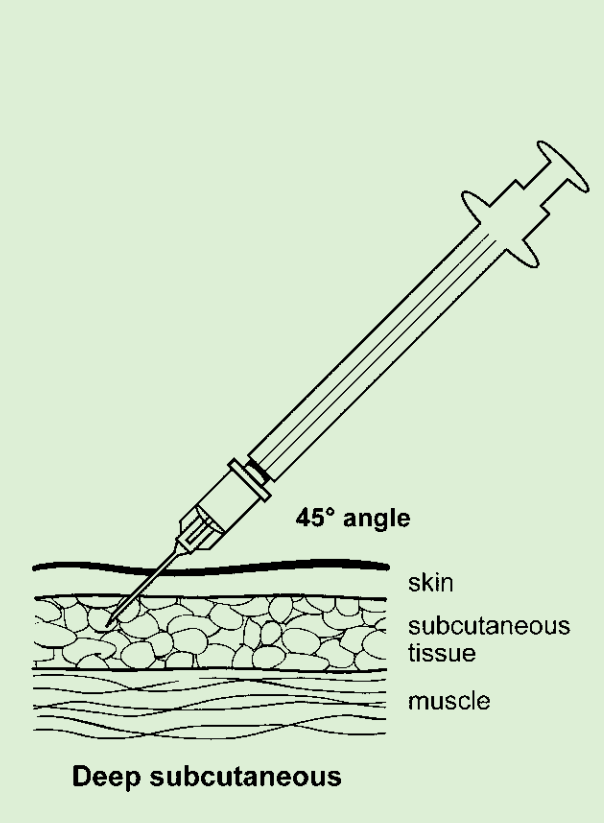 45° angle
skin
subcutaneous
tissue
muscle
Deep subcutaneous